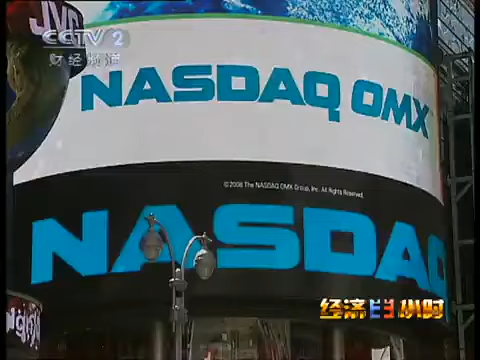 JVC
CCTV 2
财经频道
NASDAQ OMX
© 2008 The NASDAQ OMX Group, Inc. All Rights Reserved.
NASDAQ
经济半小时